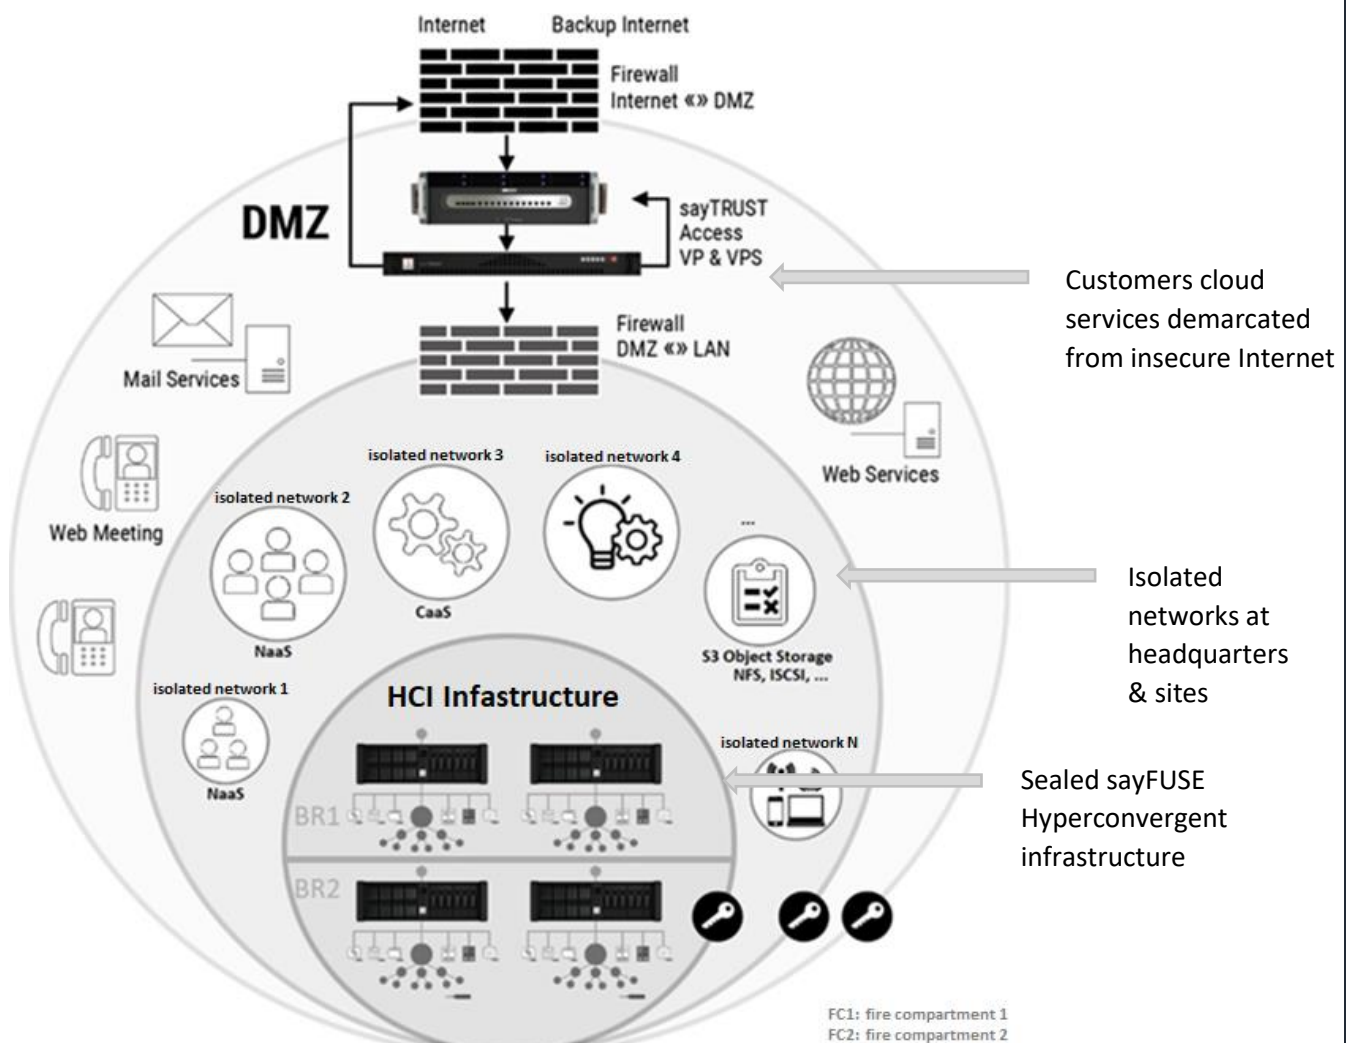 Internet
Backup Internet
Firewall
Internet «» DMZ
DMZ
sayTRUST
Access
VP & VPS
Customers cloud
services demarcated
from insecure Internet
Firewall
DMZ «» LAN
Mail Services
Web Services
Web Meeting
isolated network 3
isolated network 4
isolated network 2
...
CaaS
NaaS
S3 Object Storage
NFS, ISCSI, ...
Isolated
networks at
headquarters
& sites
isolated network 1
NaaS
HCI Infastructure
isolated network N
BR1
BR2
Sealed sayFUSE
Hyperconvergent
infrastructure
FC1: fire compartment 1
FC2: fire compartment 2